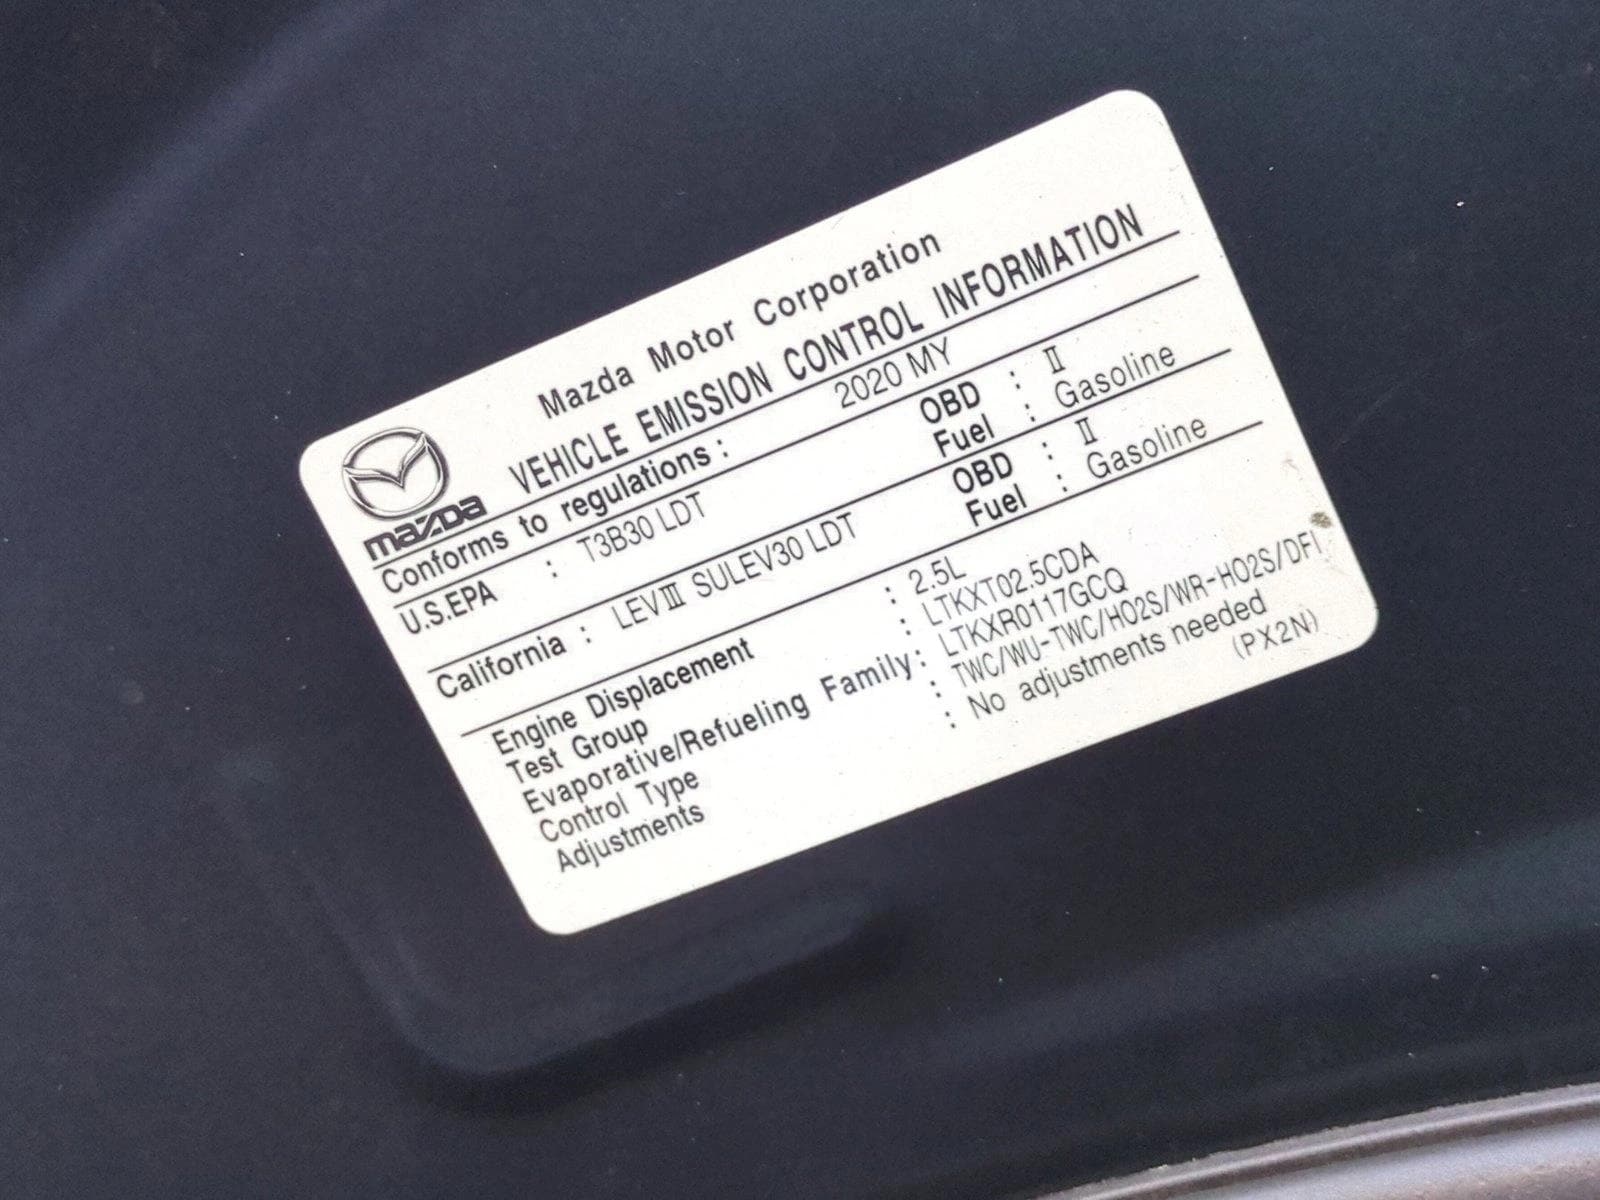 Mazda Motor Corporation
mazda VEHICLE EMISSION CONTROL INFORMATION
Conforms to regulations : 2020 MY
U.S.EPA : T3B30 LDT OBD : Ⅱ
Fuel : Gasoline
California : LEVⅢ SULEV30 LDT OBD : Ⅱ
Fuel : Gasoline
Engine Displacement : 2.5L
Test Group : LTKXT02.5CDA
Evaporative/Refueling Family : LTKXR0117GCQ
Control Type : TWC/WU-TWC/HO2S/WR-HO2S/DFI
Adjustments : No adjustments needed
(PX2N)